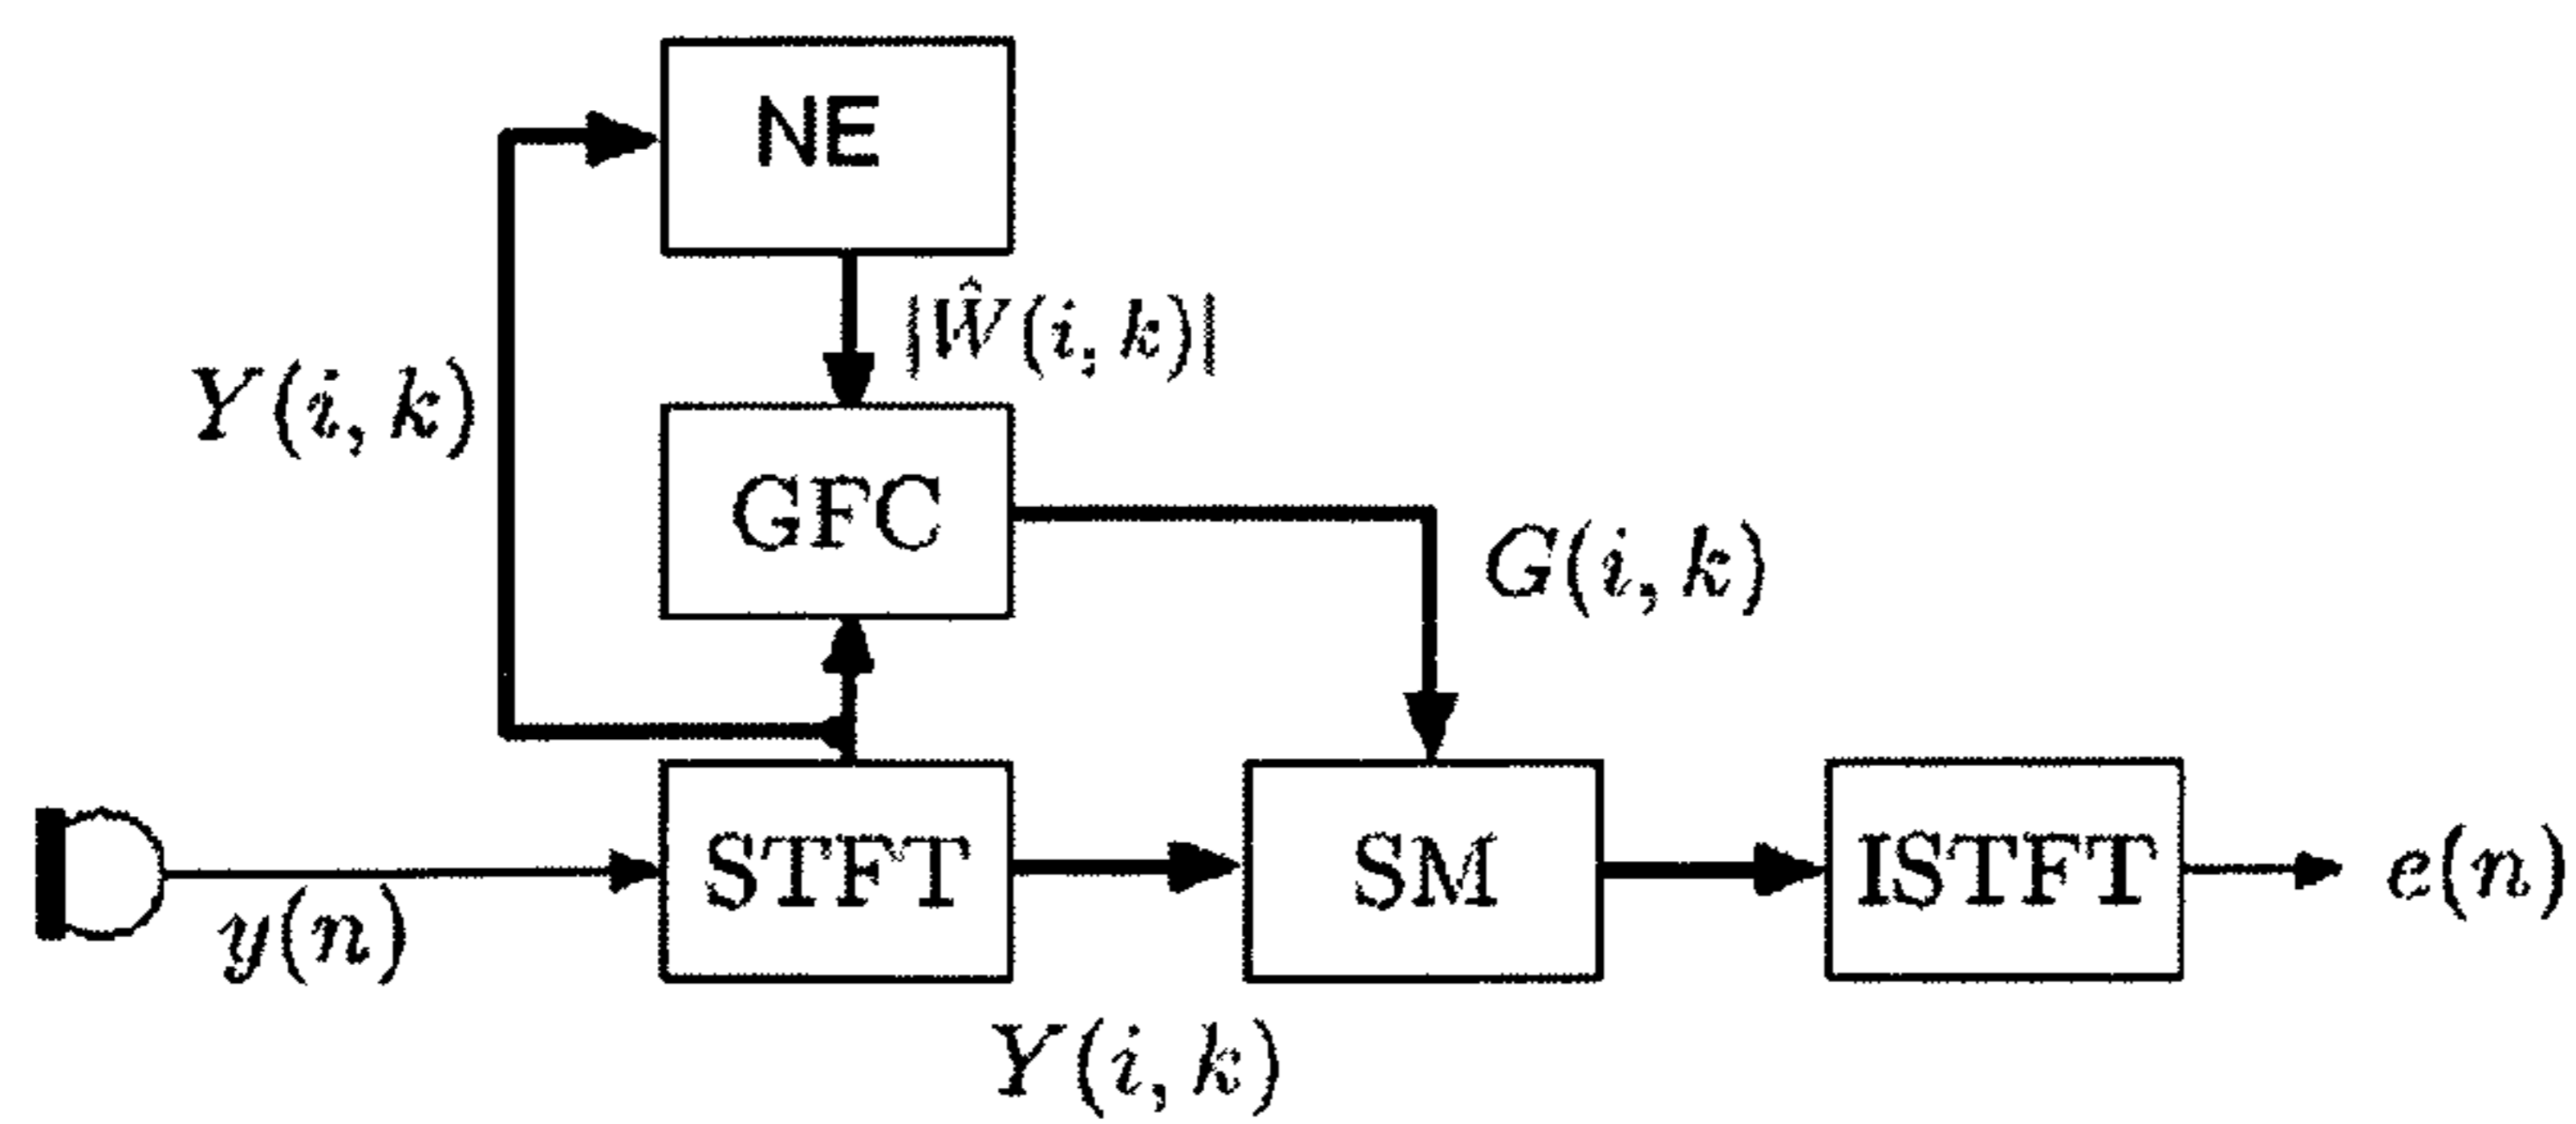 NE
|Ŵ(i, k)|
Y(i, k)
GFC
G(i, k)
STFT
SM
ISTFT
e(n)
y(n)
Y(i, k)